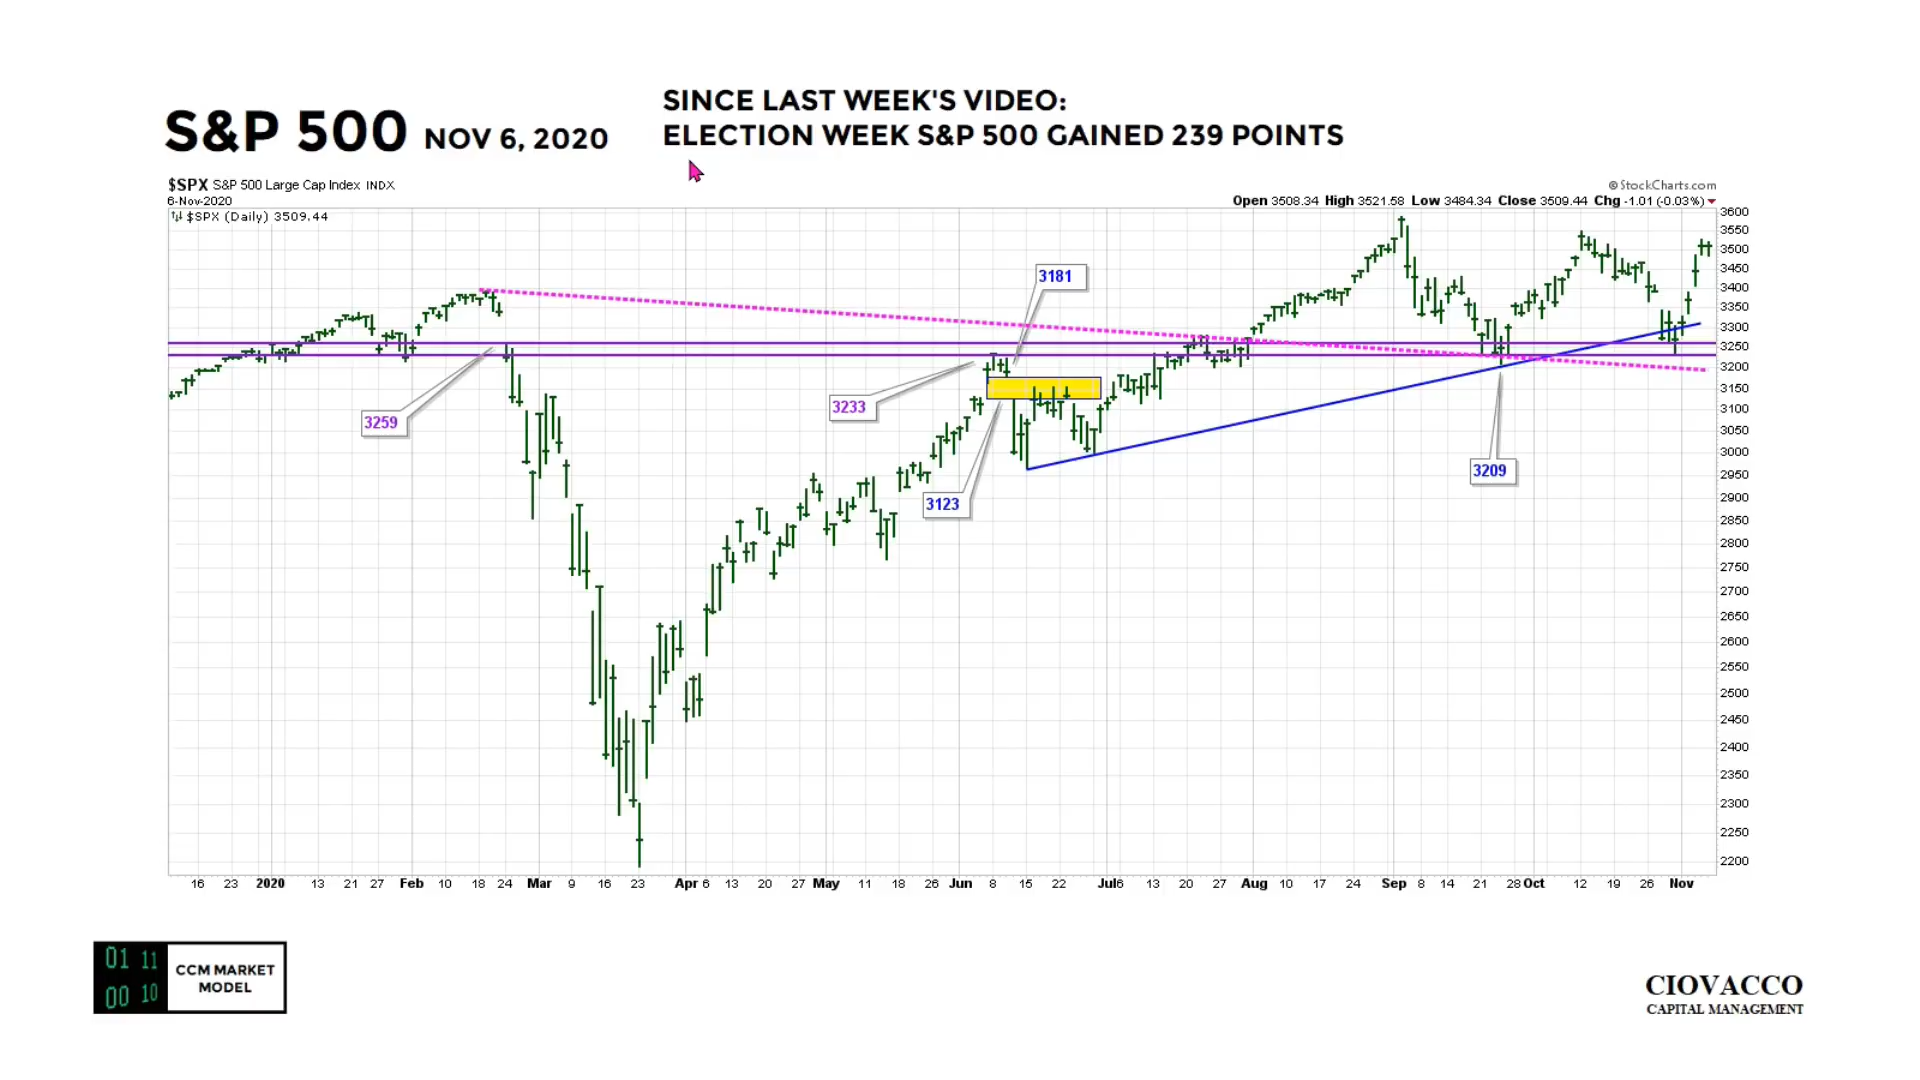 S&P 500 NOV 6, 2020
SINCE LAST WEEK'S VIDEO:
ELECTION WEEK S&P 500 GAINED 239 POINTS
$SPX S&P 500 Large Cap Index INDX
© StockCharts.com
6-Nov-2020
Open 3508.34 High 3521.58 Low 3484.34 Close 3509.44 Chg -1.01 (-0.03%)
$SPX (Daily) 3509.44
3600
3550
3500
3450
3400
3350
3300
3250
3200
3150
3100
3050
3000
2950
2900
2850
2800
2750
2700
2650
2600
2550
2500
2450
2400
2350
2300
2250
2200
3181
3259
3233
3123
3209
16 23 2020 13 21 27 Feb 10 18 24 Mar 9 16 23 Apr 6 13 20 27 May 11 18 26 Jun 8 15 22 Jul 6 13 20 27 Aug 10 17 24 Sep 8 14 21 28 Oct 12 19 26 Nov
01 11
00 10
CCM MARKET
MODEL
CIOVACCO
CAPITAL MANAGEMENT